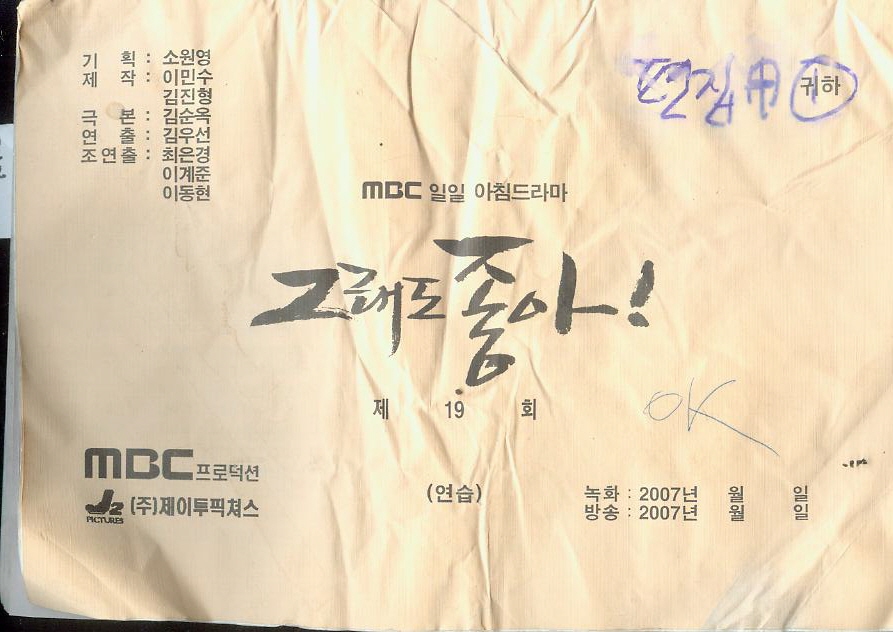 기 획 : 소원영
제 작 : 이민수
김진형
극 본 : 김순옥
연 출 : 김우선
조연출 : 최은경
이계준
이동현
편집用 귀하
MBC 일일 아침드라마
그래도 좋아!
제 19 회
OK
MBC 프로덕션
J2 PICTURES (주)제이투픽쳐스
(연습)
녹화 : 2007년 월 일
방송 : 2007년 월 일